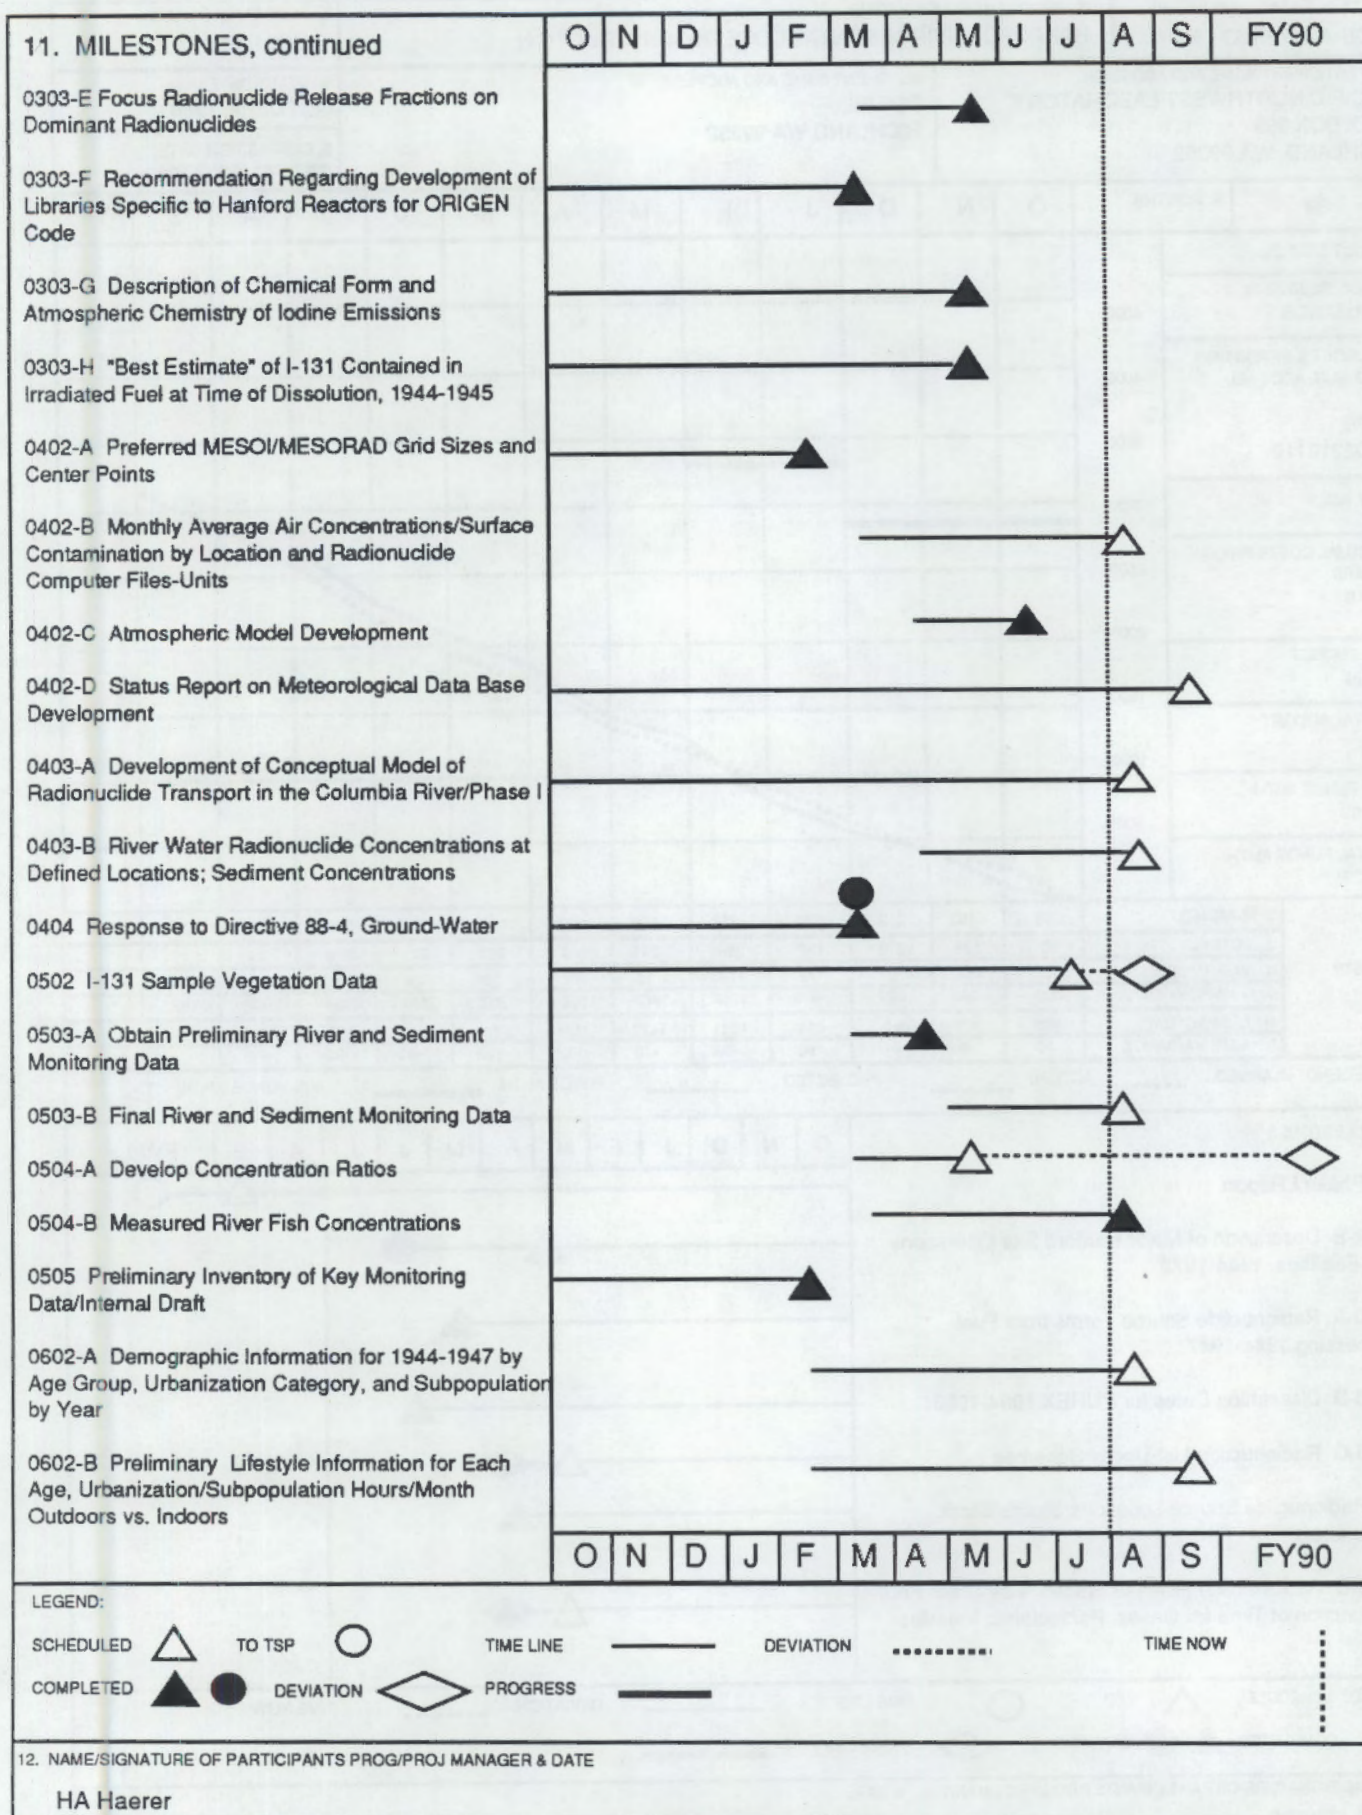 11. MILESTONES, continued
O N D J F M A M J J A S FY90
0303-E Focus Radionuclide Release Fractions on
Dominant Radionuclides
0303-F Recommendation Regarding Development of
Libraries Specific to Hanford Reactors for ORIGEN
Code
0303-G Description of Chemical Form and
Atmospheric Chemistry of Iodine Emissions
0303-H "Best Estimate" of I-131 Contained in
Irradiated Fuel at Time of Dissolution, 1944-1945
0402-A Preferred MESOI/MESORAD Grid Sizes and
Center Points
0402-B Monthly Average Air Concentrations/Surface
Contamination by Location and Radionuclide
Computer Files-Units
0402-C Atmospheric Model Development
0402-D Status Report on Meteorological Data Base
Development
0403-A Development of Conceptual Model of
Radionuclide Transport in the Columbia River/Phase I
0403-B River Water Radionuclide Concentrations at
Defined Locations; Sediment Concentrations
0404 Response to Directive 88-4, Ground-Water
0502 I-131 Sample Vegetation Data
0503-A Obtain Preliminary River and Sediment
Monitoring Data
0503-B Final River and Sediment Monitoring Data
0504-A Develop Concentration Ratios
0504-B Measured River Fish Concentrations
0505 Preliminary Inventory of Key Monitoring
Data/Internal Draft
0602-A Demographic Information for 1944-1947 by
Age Group, Urbanization Category, and Subpopulation
by Year
0602-B Preliminary Lifestyle Information for Each
Age, Urbanization/Subpopulation Hours/Month
Outdoors vs. Indoors
O N D J F M A M J J A S FY90
LEGEND:
SCHEDULED TO TSP TIME LINE DEVIATION TIME NOW
COMPLETED DEVIATION PROGRESS
12. NAME/SIGNATURE OF PARTICIPANTS PROG/PROJ MANAGER & DATE
HA Haerer